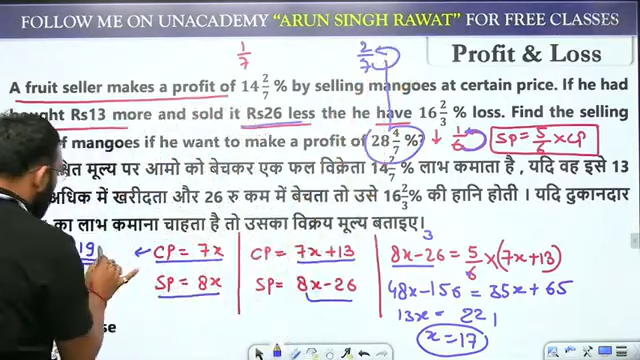 FOLLOW ME ON UNACADEMY “ARUN SINGH RAWAT” FOR FREE CLASSES
1/7
2/7
Profit & Loss
A fruit seller makes a profit of 14 2/7 % by selling mangoes at certain price. If he had
bought Rs13 more and sold it Rs26 less the he have 16 2/3 % loss. Find the selling
of mangoes if he want to make a profit of 28 4/7 %?
↓ 1/6
SP = 5/6 × CP
मूल्य पर आमो को बेचकर एक फल विक्रेता 14 2/7 % लाभ कमाता है , यदि वह इसे 13
अधिक में खरीदता और 26 रु कम में बेचता तो उसे 16 2/3 % की हानि होती । यदि दुकानदार
का लाभ कमाना चाहता है तो उसका विक्रय मूल्य बताइए।
19
CP = 7x
CP = 7x+13
8x-26 = 5/6 × (7x+13)
3
SP = 8x
SP = 8x-26
48x-156 = 35x + 65
13x = 221
x = 17
se